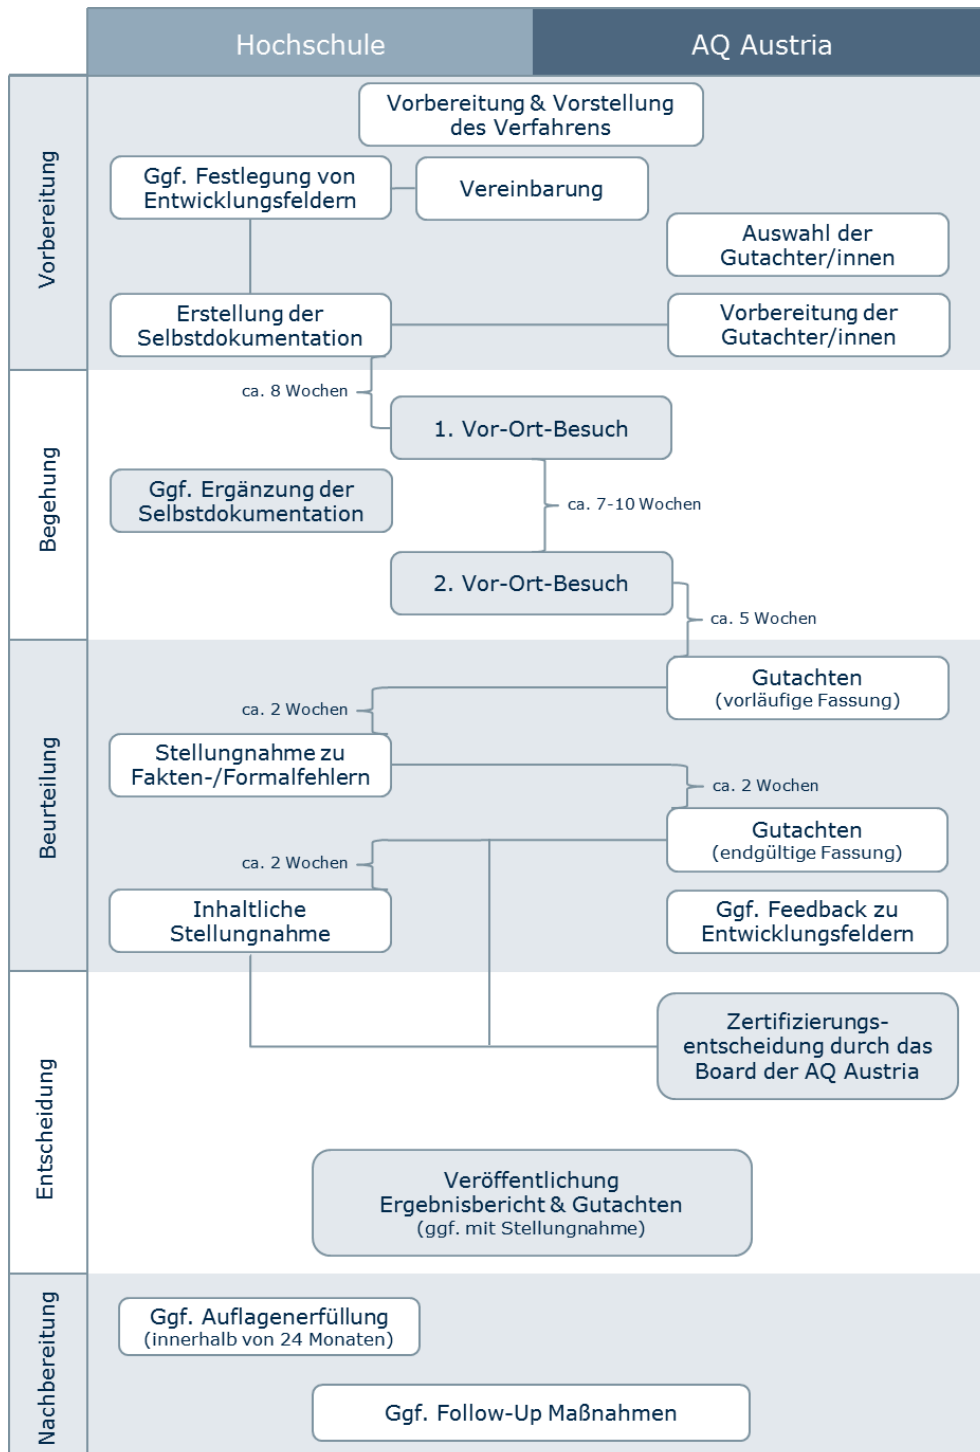 Hochschule
AQ Austria
Vorbereitung
Vorbereitung & Vorstellung
des Verfahrens
Ggf. Festlegung von
Entwicklungsfeldern
Vereinbarung
Auswahl der
Gutachter/innen
Erstellung der
Selbstdokumentation
Vorbereitung der
Gutachter/innen
Begehung
ca. 8 Wochen
1. Vor-Ort-Besuch
Ggf. Ergänzung der
Selbstdokumentation
ca. 7-10 Wochen
2. Vor-Ort-Besuch
ca. 5 Wochen
Beurteilung
Gutachten
(vorläufige Fassung)
ca. 2 Wochen
Stellungnahme zu
Fakten-/Formalfehlern
ca. 2 Wochen
Gutachten
(endgültige Fassung)
ca. 2 Wochen
Inhaltliche
Stellungnahme
Ggf. Feedback zu
Entwicklungsfeldern
Entscheidung
Zertifizierungs-
entscheidung durch das
Board der AQ Austria
Veröffentlichung
Ergebnisbericht & Gutachten
(ggf. mit Stellungnahme)
Nachbereitung
Ggf. Auflagenerfüllung
(innerhalb von 24 Monaten)
Ggf. Follow-Up Maßnahmen